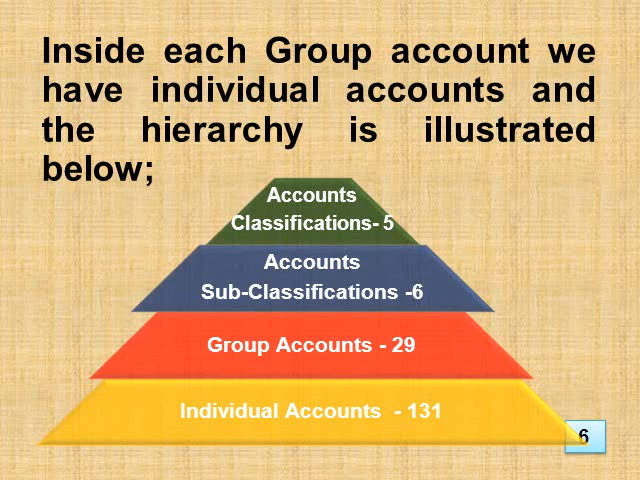 Inside each Group account we
have individual accounts and
the hierarchy is illustrated
below;
Accounts
Classifications- 5
Accounts
Sub-Classifications -6
Group Accounts - 29
Individual Accounts - 131
6